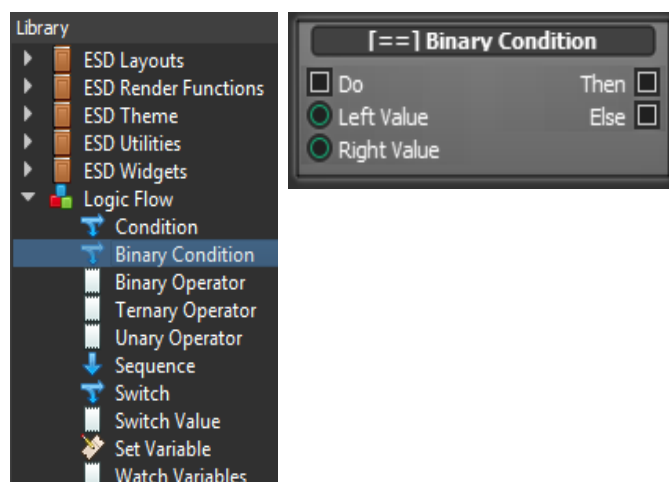 Library
ESD Layouts
ESD Render Functions
ESD Theme
ESD Utilities
ESD Widgets
Logic Flow
Condition
Binary Condition
Binary Operator
Ternary Operator
Unary Operator
Sequence
Switch
Switch Value
Set Variable
Watch Variables
[==] Binary Condition
Do Then
Left Value Else
Right Value